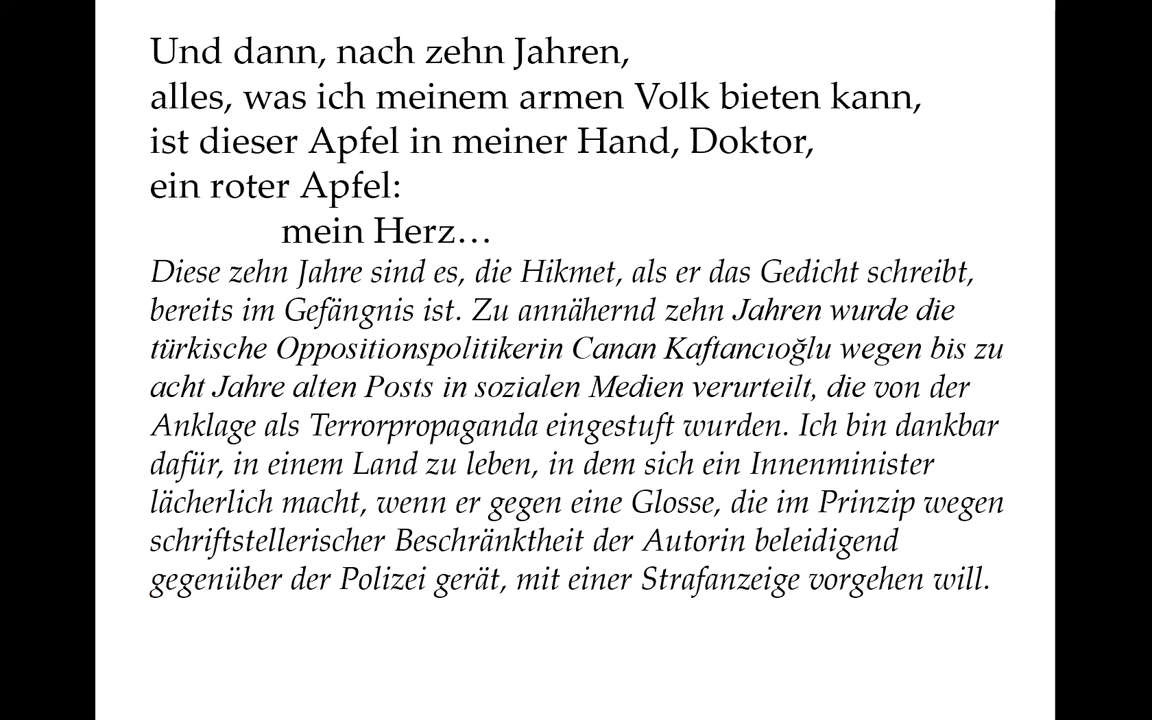 Und dann, nach zehn Jahren,
alles, was ich meinem armen Volk bieten kann,
ist dieser Apfel in meiner Hand, Doktor,
ein roter Apfel:
mein Herz…
Diese zehn Jahre sind es, die Hikmet, als er das Gedicht schreibt,
bereits im Gefängnis ist. Zu annähernd zehn Jahren wurde die
türkische Oppositionspolitikerin Canan Kaftancıoğlu wegen bis zu
acht Jahre alten Posts in sozialen Medien verurteilt, die von der
Anklage als Terrorpropaganda eingestuft wurden. Ich bin dankbar
dafür, in einem Land zu leben, in dem sich ein Innenminister
lächerlich macht, wenn er gegen eine Glosse, die im Prinzip wegen
schriftstellerischer Beschränktheit der Autorin beleidigend
gegenüber der Polizei gerät, mit einer Strafanzeige vorgehen will.